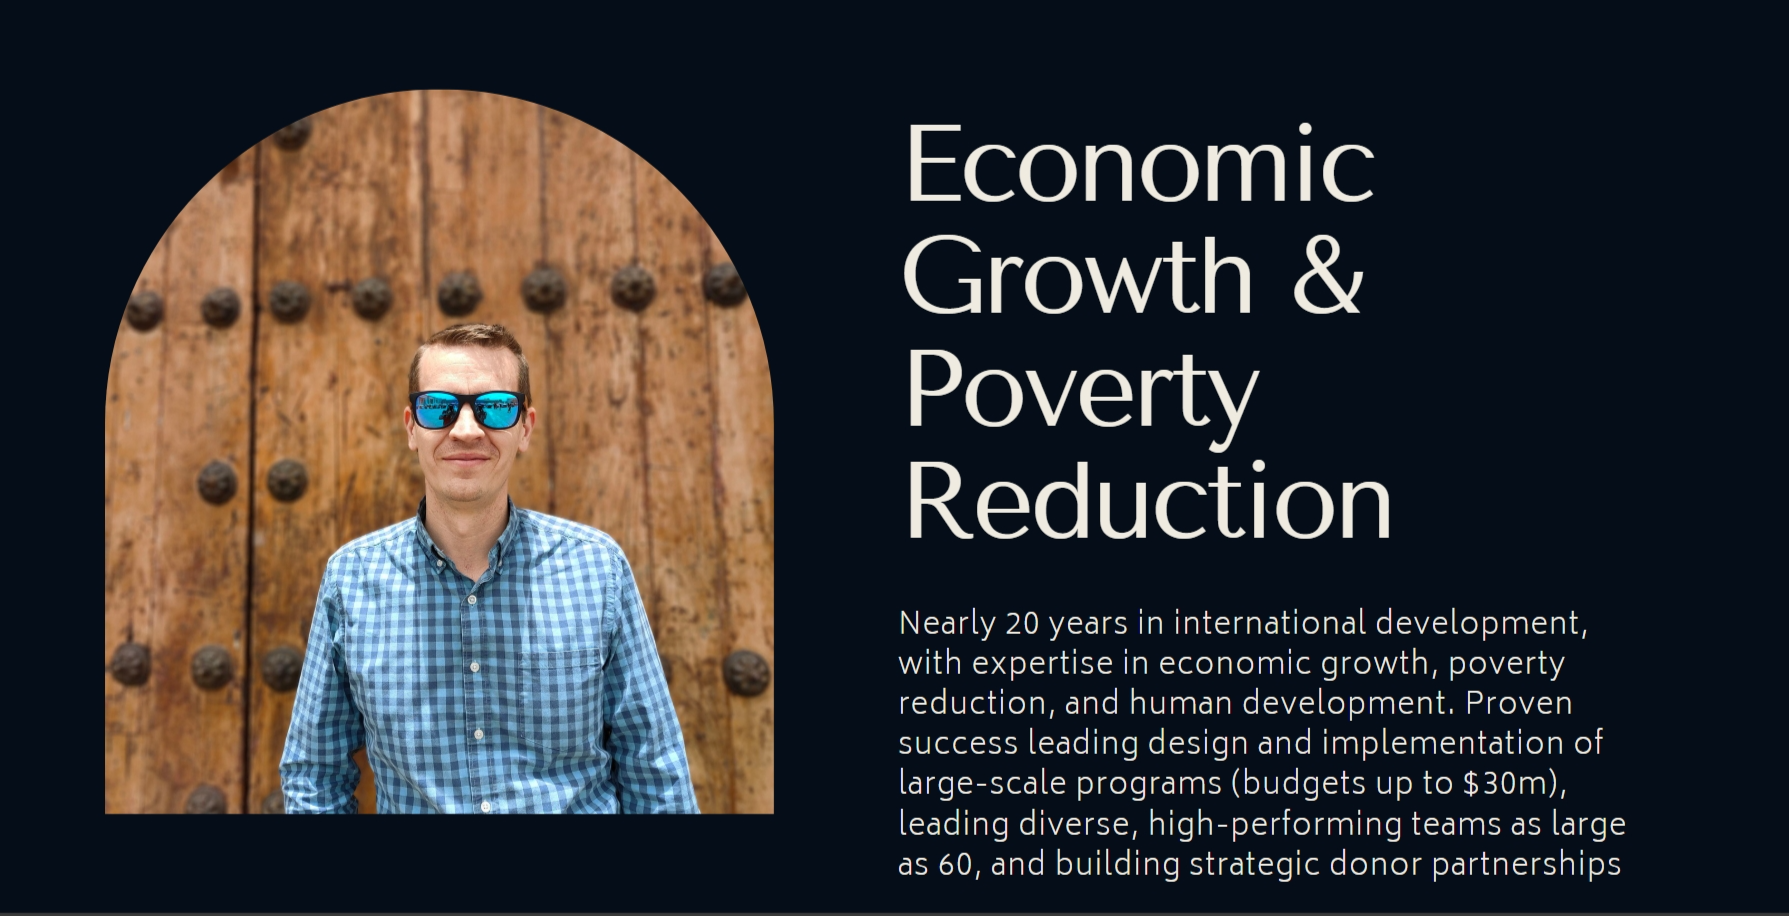 Economic
Growth &
Poverty
Reduction
Nearly 20 years in international development,
with expertise in economic growth, poverty
reduction, and human development. Proven
success leading design and implementation of
large-scale programs (budgets up to $30m),
leading diverse, high-performing teams as large
as 60, and building strategic donor partnerships